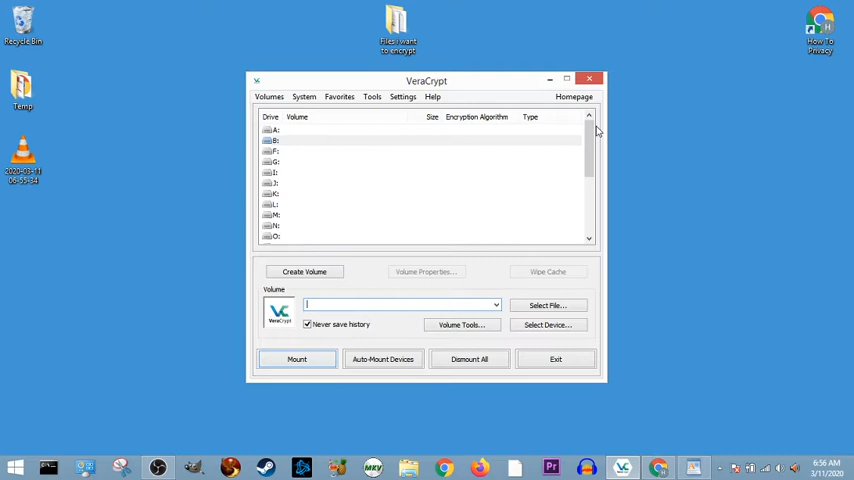 Recycle Bin
Files i want
to encrypt
How To
Privacy
Temp
2020-03-11
06-55-34
VeraCrypt
Volumes System Favorites Tools Settings Help Homepage
Drive Volume Size Encryption Algorithm Type
A:
B:
F:
G:
I:
J:
K:
L:
M:
N:
O:
Create Volume Volume Properties... Wipe Cache
Volume
VeraCrypt
Select File...
Never save history Volume Tools... Select Device...
Mount Auto-Mount Devices Dismount All Exit
MKV
Pr
6:56 AM
3/11/2020